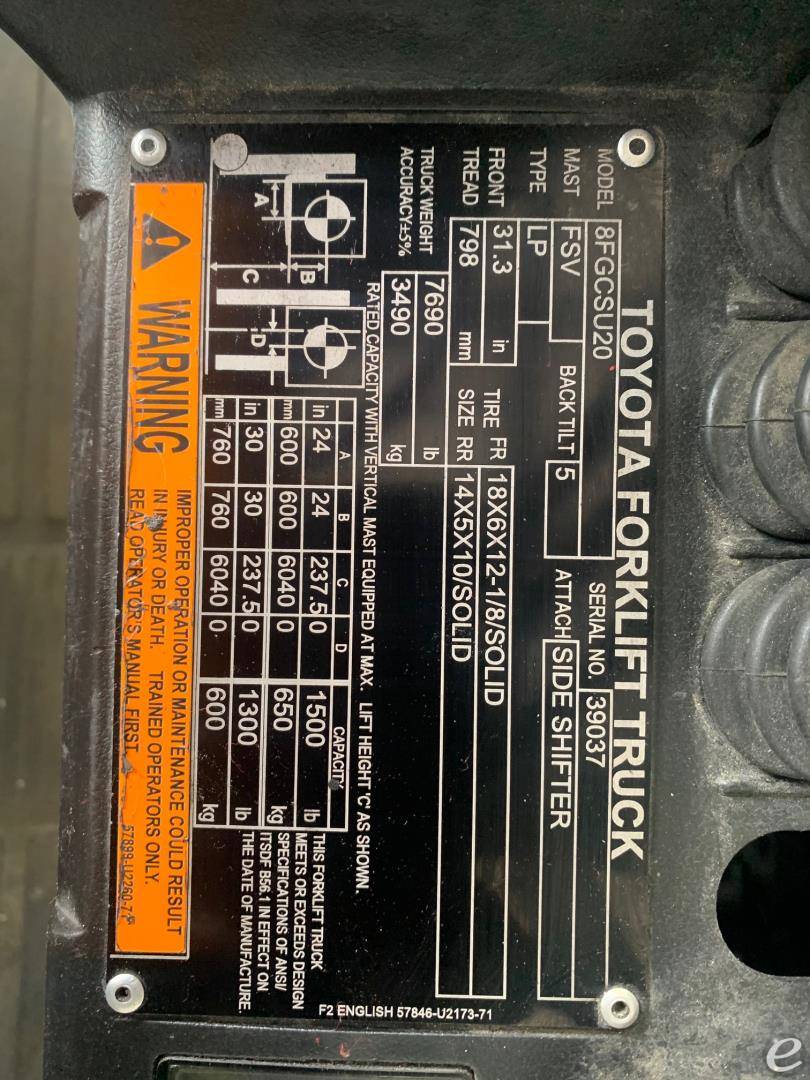 TOYOTA FORKLIFT TRUCK
MODEL 8FGCSU20 SERIAL NO. 39037
MAST FSV BACK TILT 5 ATTACH SIDE SHIFTER
TYPE LP
FRONT 31.3 in TIRE FR 18X6X12-1/8/SOLID
TREAD 798 mm SIZE RR 14X5X10/SOLID
TRUCK WEIGHT 7690 lb
ACCURACY±5% 3490 kg
RATED CAPACITY WITH VERTICAL MAST EQUIPPED AT MAX. LIFT HEIGHT 'C' AS SHOWN.
A B C D
A B C D CAPACITY
in 24 24 237.5 0 1500 lb
mm 600 600 6040 0 650 kg
in 30 30 237.5 0 1300 lb
mm 760 760 6040 0 600 kg
THIS FORKLIFT TRUCK
MEETS OR EXCEEDS DESIGN
SPECIFICATIONS OF ANSI/
ITSDF B56.1 IN EFFECT ON
THE DATE OF MANUFACTURE.
WARNING
IMPROPER OPERATION OR MAINTENANCE COULD RESULT
IN INJURY OR DEATH. TRAINED OPERATORS ONLY.
READ OPERATOR'S MANUAL FIRST.
57899-U2260-71
F2 ENGLISH 57846-U2173-71
e